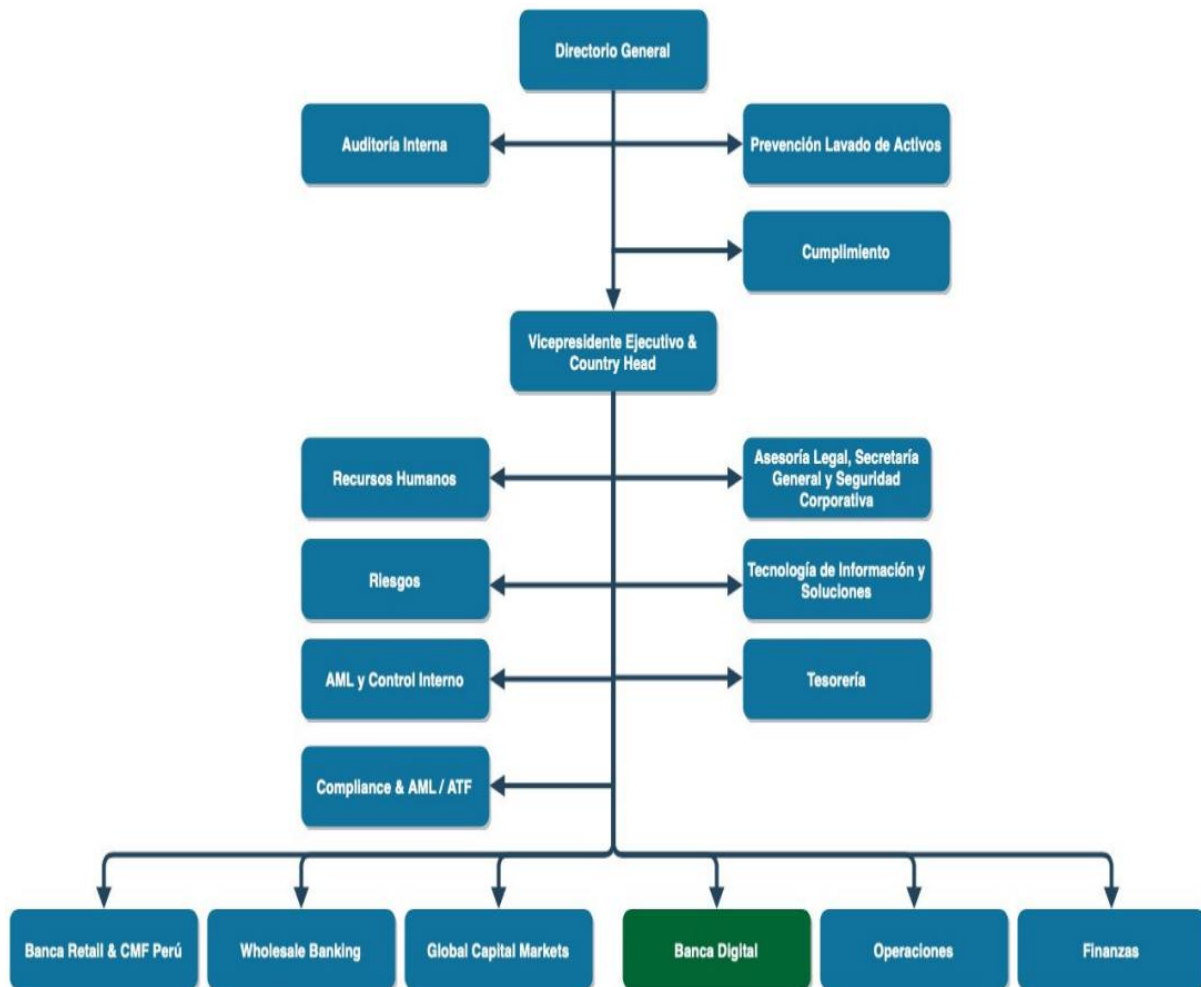 Directorio General
Auditoría Interna
Prevención Lavado de Activos
Cumplimiento
Vicepresidente Ejecutivo &
Country Head
Recursos Humanos
Asesoría Legal, Secretaría
General y Seguridad
Corporativa
Riesgos
Tecnología de Información y
Soluciones
AML y Control Interno
Tesorería
Compliance & AML / ATF
Banca Retail & CMF Perú
Wholesale Banking
Global Capital Markets
Banca Digital
Operaciones
Finanzas